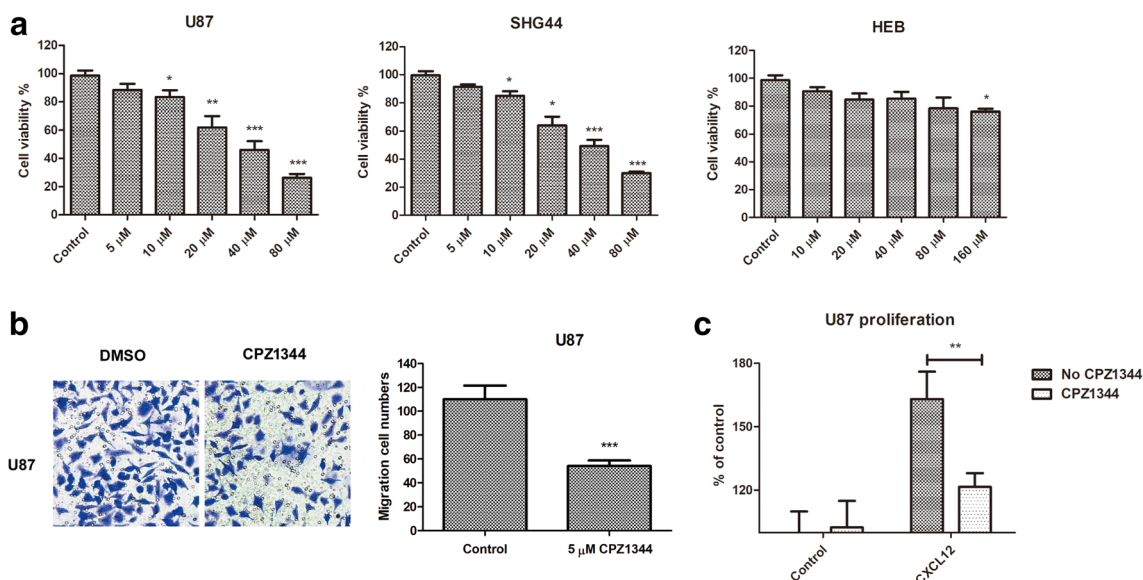 a
U87
Cell viability %
120
100
80
60
40
20
0
*
**
***
***
Control
5 μM
10 μM
20 μM
40 μM
80 μM
SHG44
Cell viability %
120
100
80
60
40
20
0
*
*
***
***
Control
5 μM
10 μM
20 μM
40 μM
80 μM
HEB
Cell viability %
120
100
80
60
40
20
0
*
Control
10 μM
20 μM
40 μM
80 μM
160 μM
b
DMSO
CPZ1344
U87
U87
Migration cell numbers
140
120
100
80
60
40
20
0
***
Control
5 μM CPZ1344
c
U87 proliferation
% of control
180
150
120
**
Control
CXCL12
No CPZ1344
CPZ1344